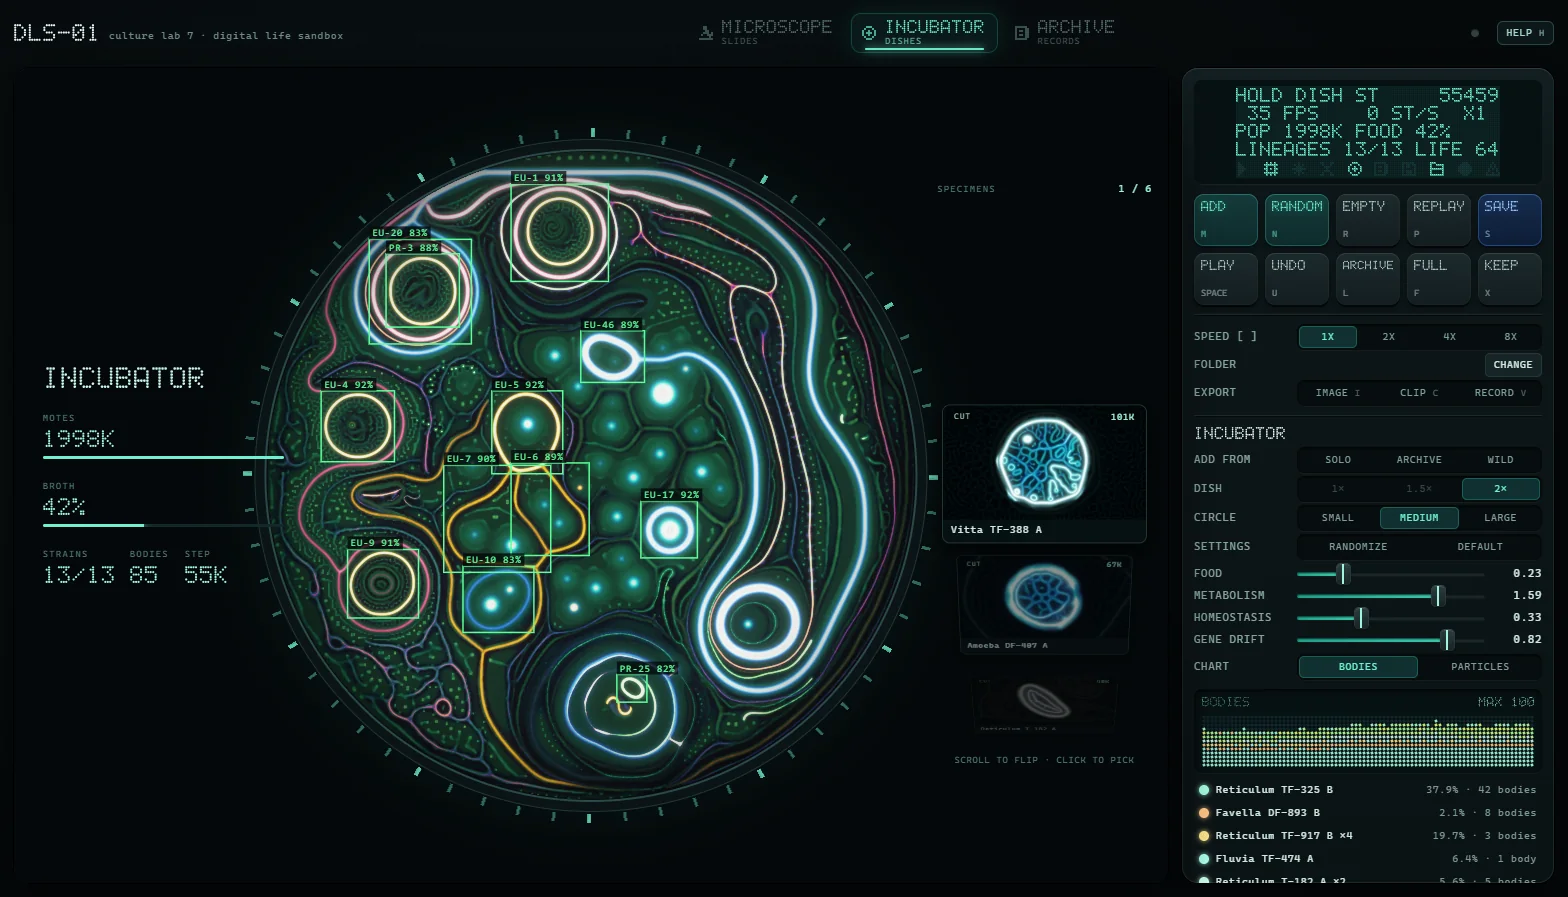 DLS-01 culture lab 7 · digital life sandbox
MICROSCOPE
SLIDES
INCUBATOR
DISHES
ARCHIVE
RECORDS
HELP H
INCUBATOR
MOTES
1998K
BROTH
42%
STRAINS BODIES STEP
13/13 85 55K
EU-1 91%
EU-20 83%
PR-3 88%
EU-46 89%
EU-4 92%
EU-5 92%
EU-7 90%
EU-6 89%
EU-17 92%
EU-9 91%
EU-10 83%
PR-25 82%
SPECIMENS 1 / 6
CUT 101K
Vitta TF-388 A
CUT 67K
Amoeba DF-407 A
Reticulum T-182 A
SCROLL TO FLIP · CLICK TO PICK
HOLD DISH ST 55459
35 FPS 0 ST/S X1
POP 1998K FOOD 42%
LINEAGES 13/13 LIFE 64
ADD RANDOM EMPTY REPLAY SAVE
M N R P S
PLAY UNDO ARCHIVE FULL KEEP
SPACE U L F X
SPEED [ ] 1X 2X 4X 8X
FOLDER CHANGE
EXPORT IMAGE I CLIP C RECORD V
INCUBATOR
ADD FROM SOLO ARCHIVE WILD
DISH 1× 1.5× 2×
CIRCLE SMALL MEDIUM LARGE
SETTINGS RANDOMIZE DEFAULT
FOOD 0.23
METABOLISM 1.59
HOMEOSTASIS 0.33
GENE DRIFT 0.82
CHART BODIES PARTICLES
BODIES MAX 100
Reticulum TF-325 B 37.9% · 42 bodies
Favella DF-893 B 2.1% · 8 bodies
Reticulum TF-917 B ×4 19.7% · 3 bodies
Fluvia TF-474 A 6.4% · 1 body
Reticulum T-182 A ×2 5.6% · 5 bodies